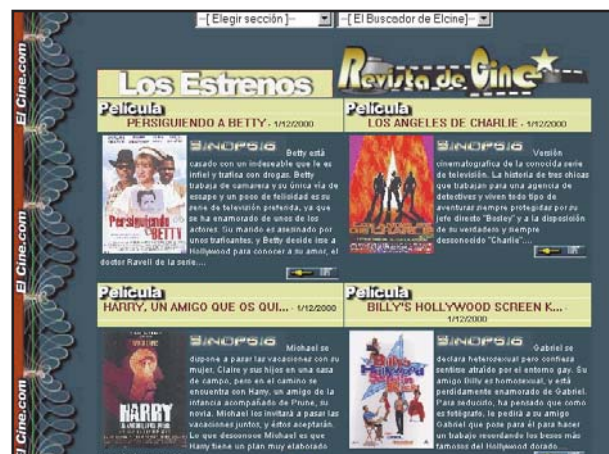 --[ Elegir sección ]--
--[ El Buscador de Elcine]--
El Cine.com
El Cine.com
El Cine.com
Los Estrenos
Revista de Cine
Película
PERSIGUIENDO A BETTY - 1/12/2000
SINOPSIS Betty está
casado con un indeseable que le es
infiel y trafica con drogas. Betty
trabaja de camarera y su única vía de
escape y un poco de felicidad es su
serie de televisión preferida, ya que
se ha enamorado de unos de los
actores. Su marido es asesinado por
unos traficantes, y Betty decide irse a
Hollywood para conocer a su amor, el
doctor Ravell de la serie....
Persiguiendo a BETTY
Película
LOS ANGELES DE CHARLIE - 1/12/2000
SINOPSIS Versión
cinematografica de la conocida serie
de televisión. La historia de tres chicas
que trabajan para una agencia de
detectives y viven todo tipo de
aventuras siempre protegidas por su
jefe directo "Bosley" y a la disposición
de su verdadero y siempre
desconocido "Charlie"....
Película
HARRY, UN AMIGO QUE OS QUI... - 1/12/2000
SINOPSIS Michael se
dispone a pasar las vacaciones con su
mujer, Claire y sus hijos en una casa
de campo, pero en el camino se
encuentra con Harry, un amigo de la
infancia acompañado de Prune, su
novia. Michael los invitará a pasar las
vacaciones juntos, y éstos aceptarán.
Lo que desconoce Michael es que
Harry tiene un plan muy elaborado
HARRY
Película
BILLY'S HOLLYWOOD SCREEN K... -
1/12/2000
SINOPSIS Gabriel se
declara heterosexual pero confiesa
sentirse atraído por el entorno gay. Su
amigo Billy es homosexual, y está
perdidamente enamorado de Gabriel.
Para seducirlo, ha pensado que como
es fotógrafo, le pedirá a su amigo
Gabriel que pose para él para hacer
un trabajo recordando los besos más
famosos del Hollywood dorado....
Billy's
Hollywood
Screen